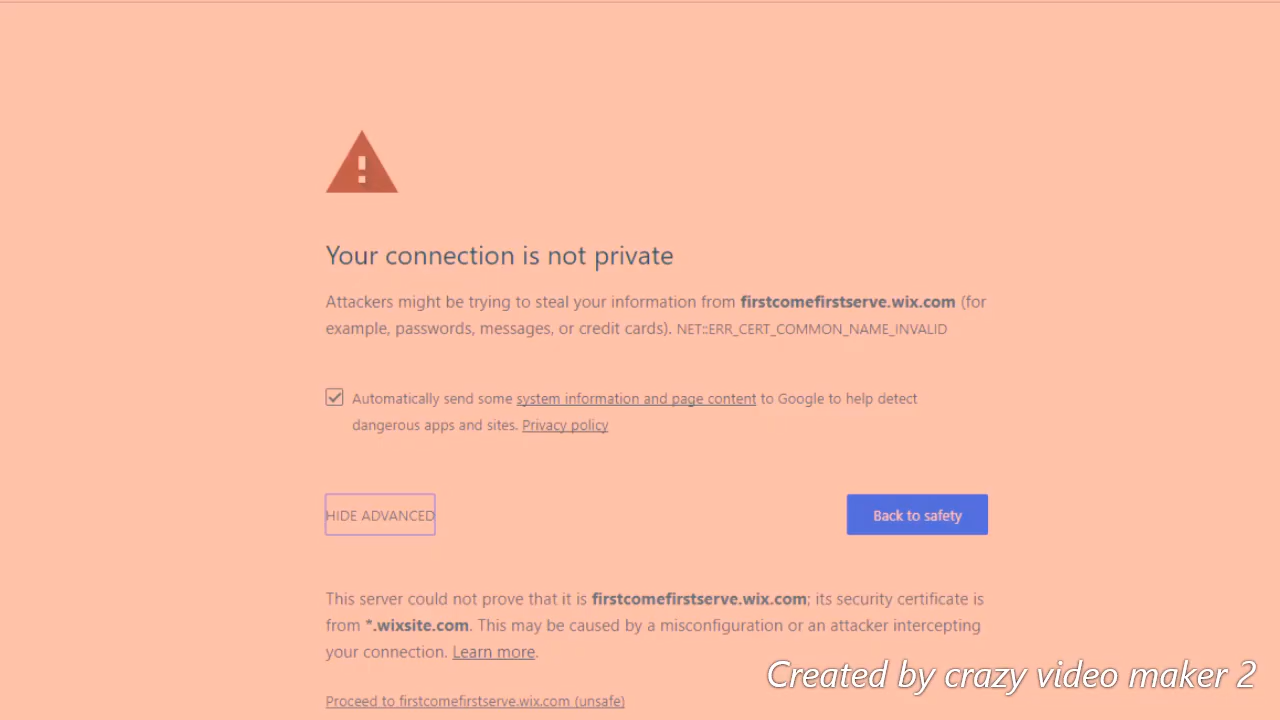 Your connection is not private
Attackers might be trying to steal your information from firstcomefirstserve.wix.com (for
example, passwords, messages, or credit cards). NET::ERR_CERT_COMMON_NAME_INVALID
Automatically send some system information and page content to Google to help detect
dangerous apps and sites. Privacy policy
HIDE ADVANCED
Back to safety
This server could not prove that it is firstcomefirstserve.wix.com; its security certificate is
from *.wixsite.com. This may be caused by a misconfiguration or an attacker intercepting
your connection. Learn more.
Proceed to firstcomefirstserve.wix.com (unsafe)
Created by crazy video maker 2